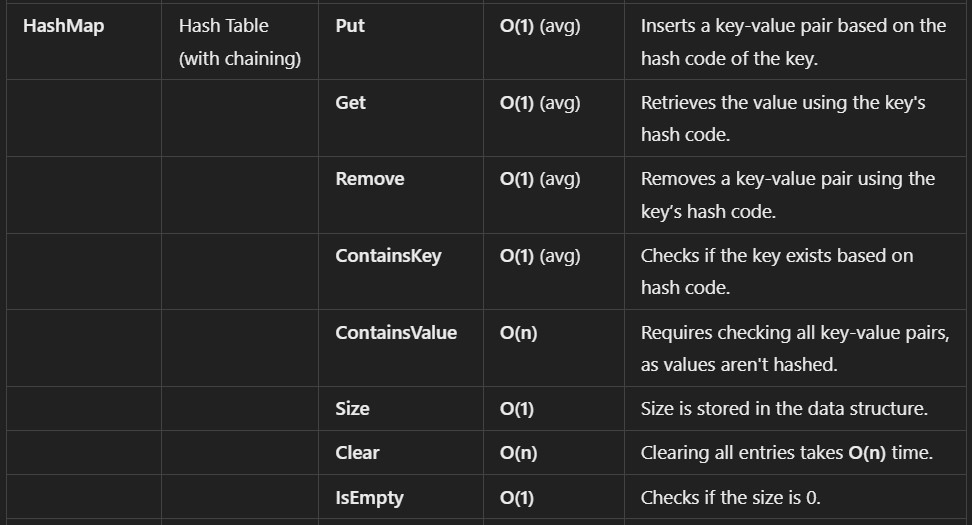 HashMap Hash Table Put O(1) (avg) Inserts a key-value pair based on the
(with chaining) hash code of the key.
Get O(1) (avg) Retrieves the value using the key's
hash code.
Remove O(1) (avg) Removes a key-value pair using the
key's hash code.
ContainsKey O(1) (avg) Checks if the key exists based on
hash code.
ContainsValue O(n) Requires checking all key-value pairs,
as values aren't hashed.
Size O(1) Size is stored in the data structure.
Clear O(n) Clearing all entries takes O(n) time.
IsEmpty O(1) Checks if the size is 0.